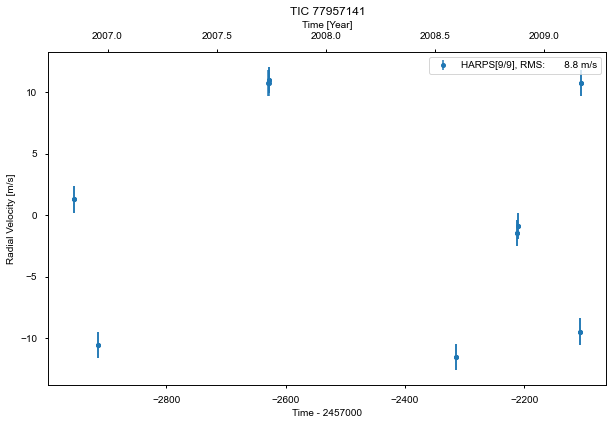 TIC 77957141
Time [Year]
2007.0 2007.5 2008.0 2008.5 2009.0
HARPS[9/9], RMS: 8.8 m/s
Radial Velocity [m/s]
10
5
0
−5
−10
−2800 −2600 −2400 −2200
Time - 2457000